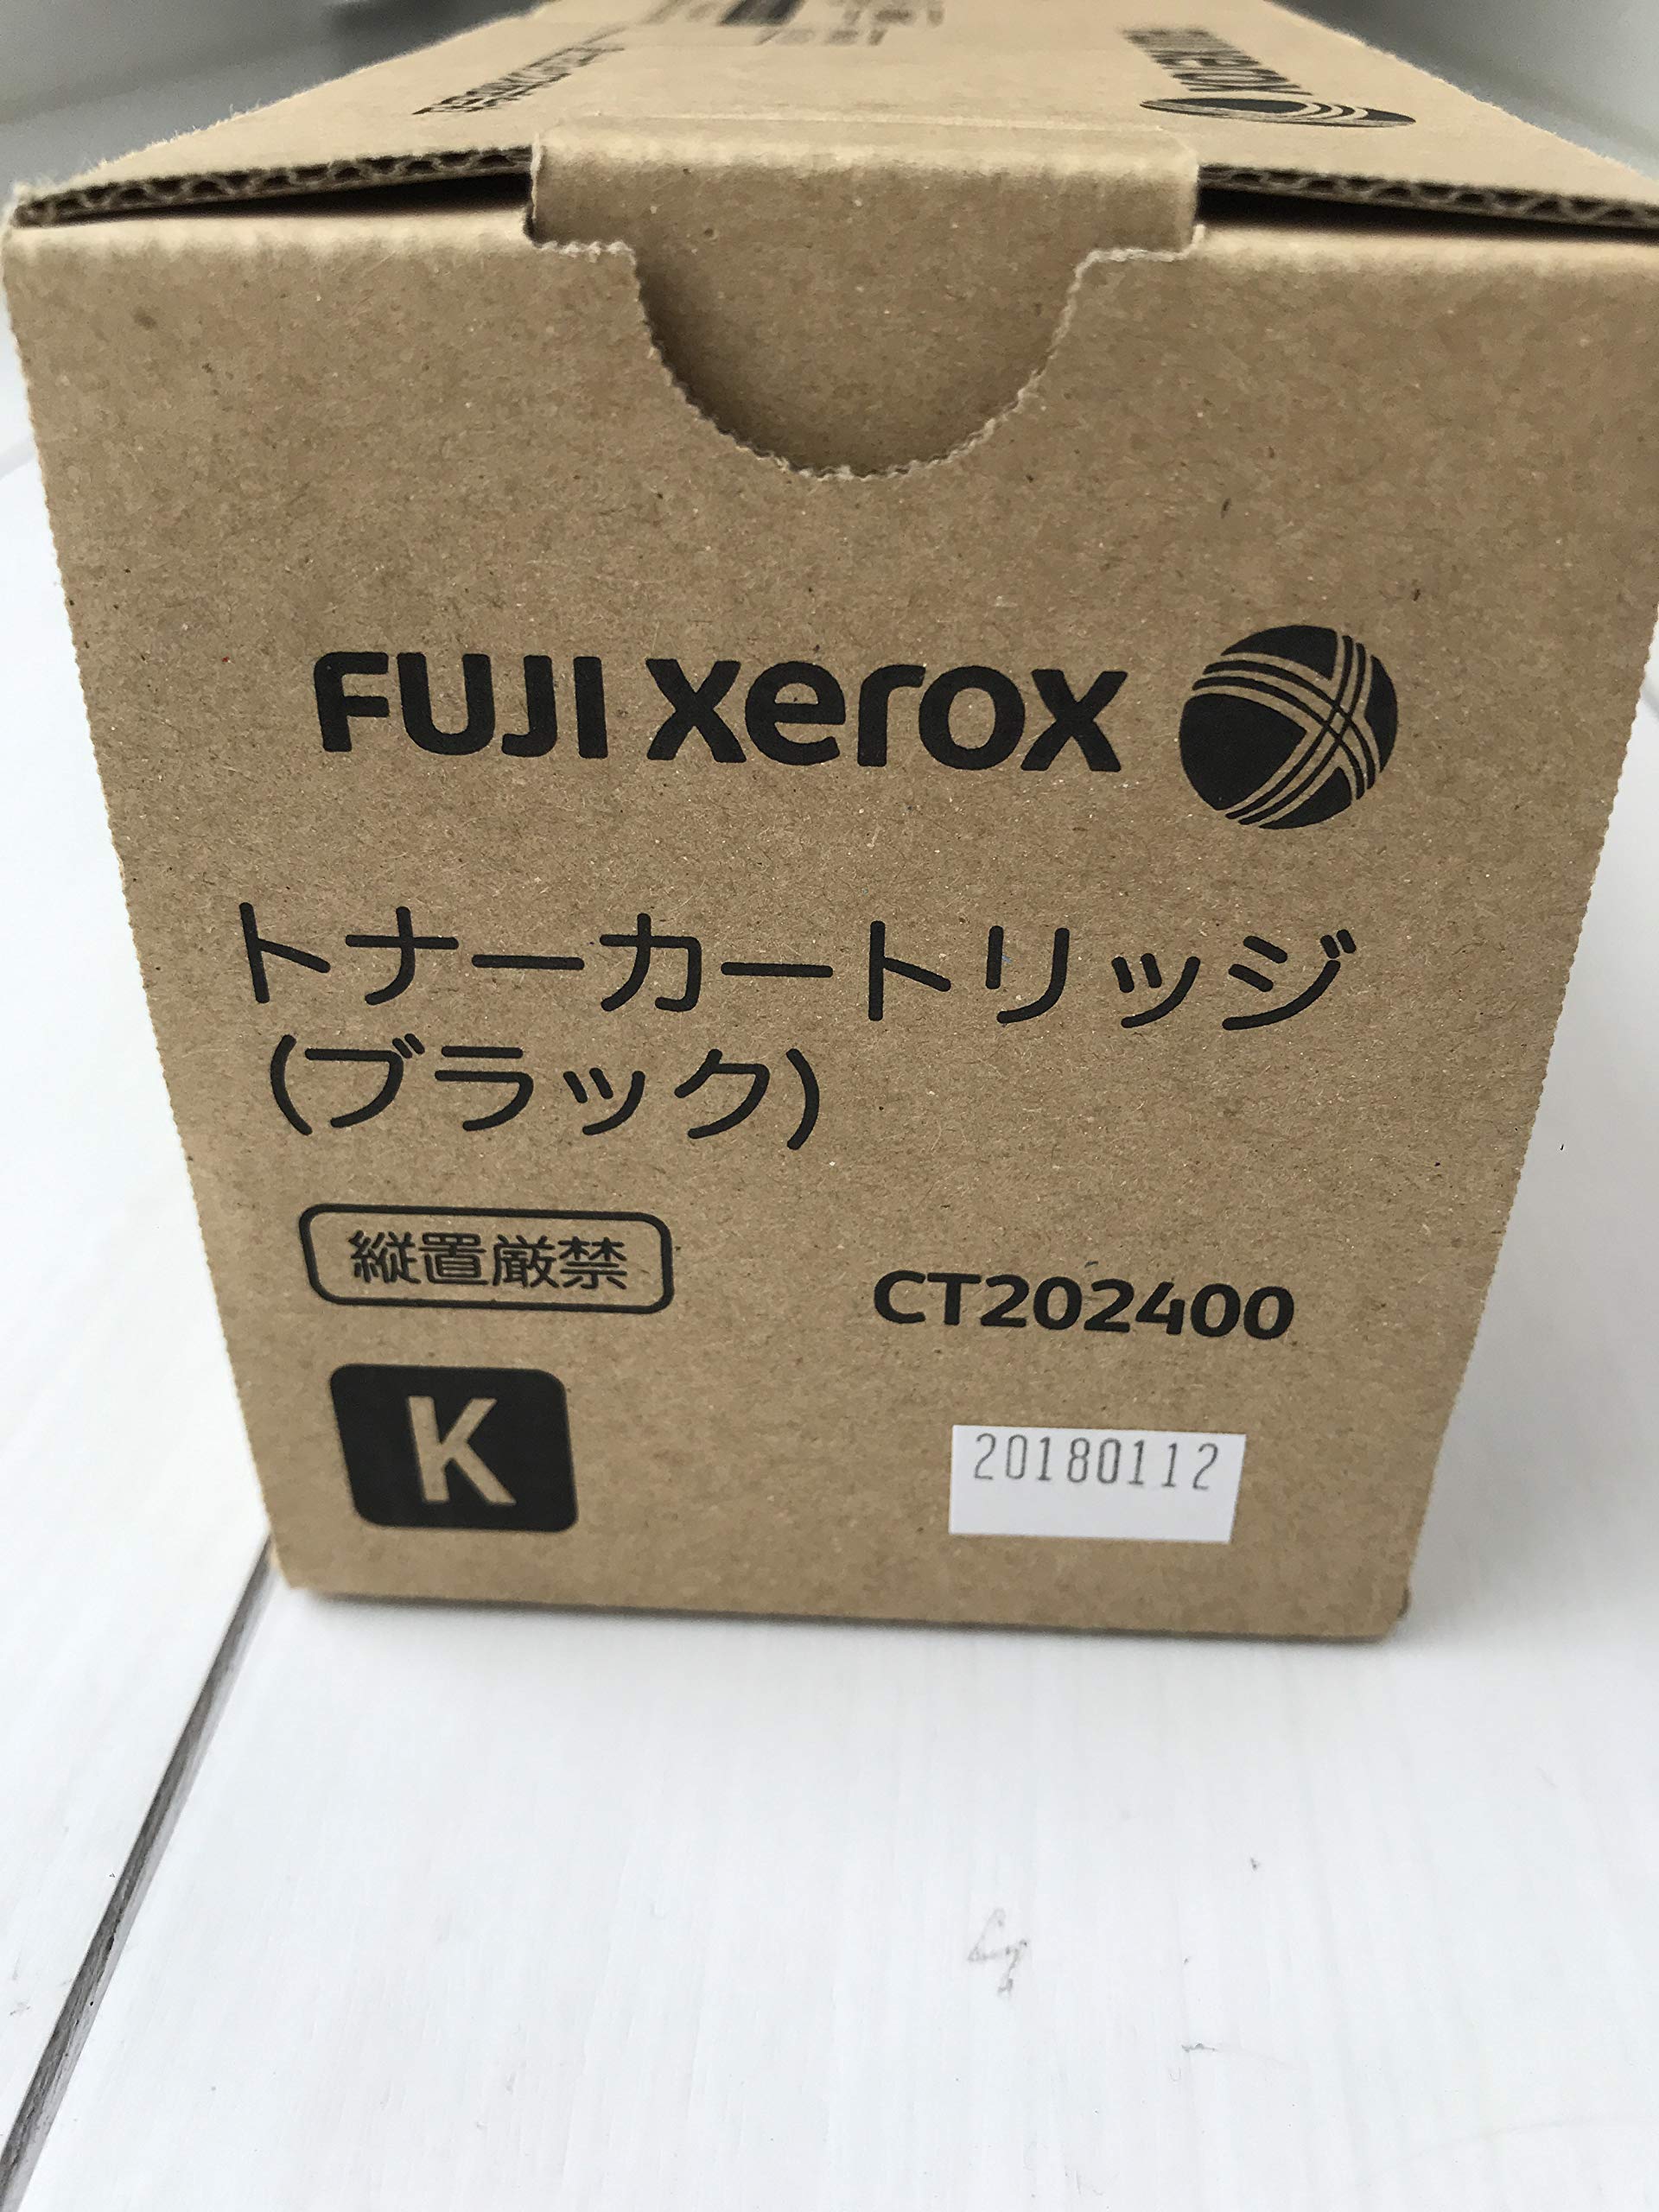 xerox
FUJI xerox
トナーカートリッジ
(ブラック)
縦置厳禁
CT202400
K
20180112